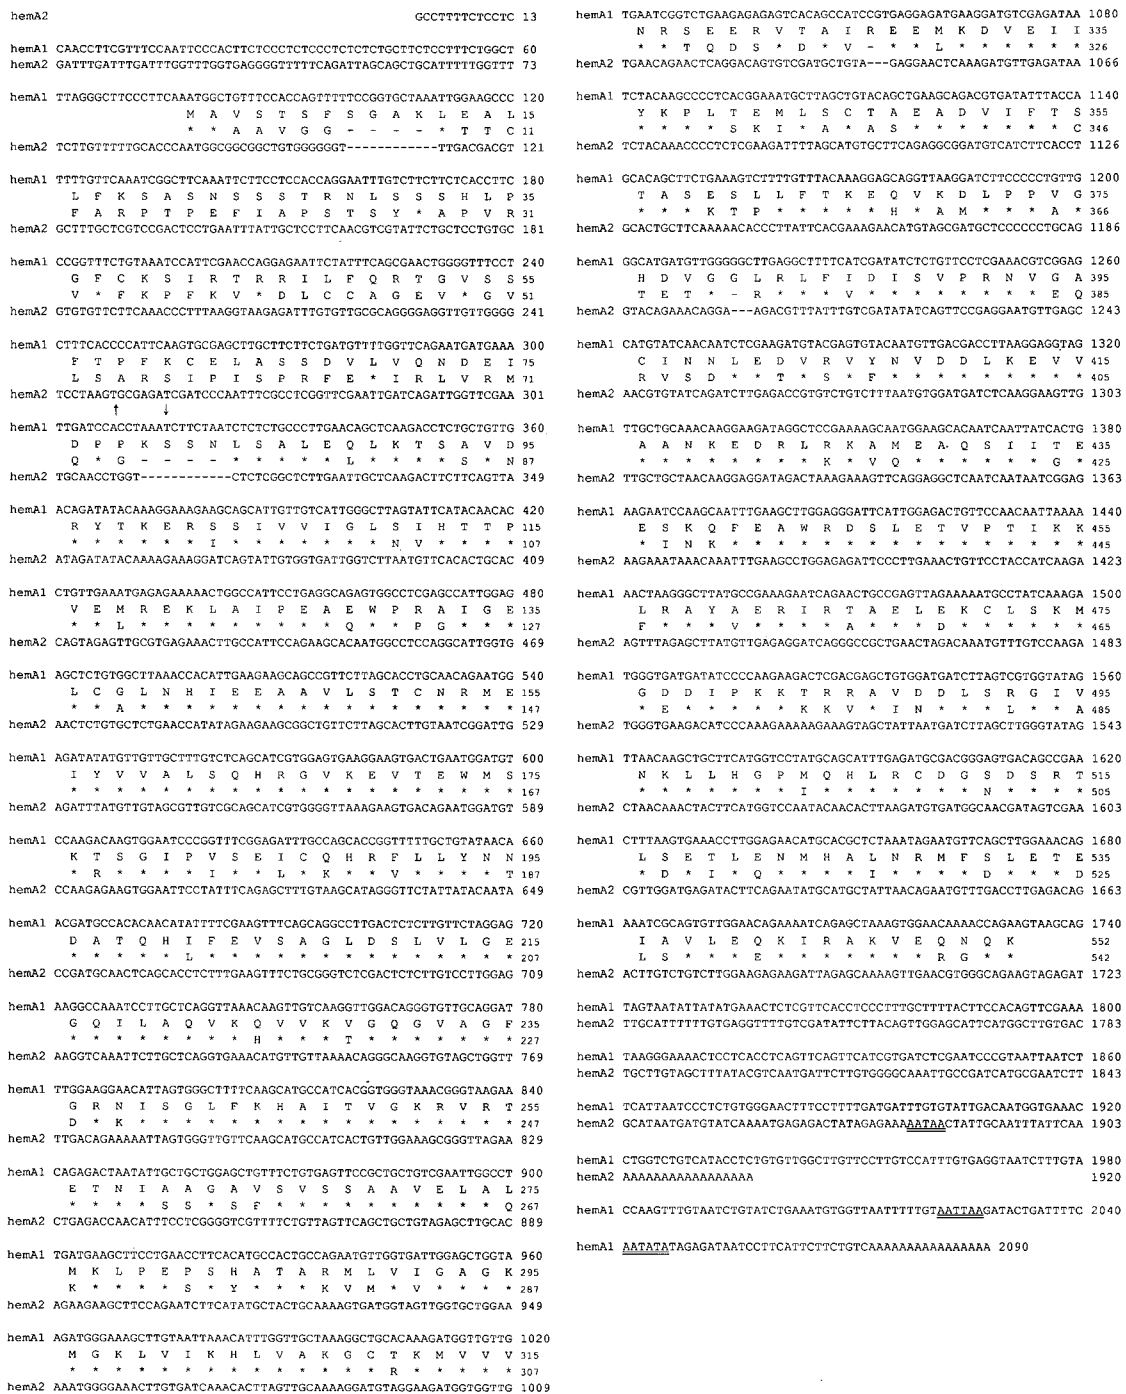 hemA2 GCCTTTTCTCCTC 13
hemA1 CAACCTTCGTTTCCAATTCCCACTTCTCCCTCTCCCTCTCTCTGCTTCTCCTTTCTGGCT 60
hemA2 GATTTGATTTGATTTGGTTTGGTGAGGGGTTTTTCAGATTAGCAGCTGCATTTTTGGTTT 73
hemA1 TTAGGGCTTCCCTTCAAATGGCTGTTTCCACCAGTTTTTCCGGTGCTAAATTGGAAGCCC 120
M A V S T S F S G A K L E A L 15
* * A A V G G - - - - * T T C 11
hemA2 TCTTGTTTTTGCACCCAATGGCGGCGGCTGTGGGGGGT------------TTGACGACGT 121
hemA1 TTTTGTTCAAATCGGCTTCAAATTCTTCCTCCACCAGGAATTTGTCTTCTTCTCACCTTC 180
L F K S A S N S S S T R N L S S S H L P 35
F A R P T P E F I A P S T S Y * A P V R 31
hemA2 GCTTTGCTCGTCCGACTCCTGAATTTATTGCTCCTTCAACGTCGTATTCTGCTCCTGTGC 181
hemA1 CCGGTTTCTGTAAATCCATTCGAACCAGGAGAATTCTATTTCAGCGAACTGGGGTTTCCT 240
G F C K S I R T R R I L F Q R T G V S S 55
V * F K P F K V * D L C C A G E V * G V 51
hemA2 GTGTGTTCTTCAAACCCTTTAAGGTAAGAGATTTGTGTTGCGCAGGGGAGGTTGTTGGGG 241
hemA1 CTTTCACCCCATTCAAGTGCGAGCTTGCTTCTTCTGATGTTTTGGTTCAGAATGATGAAA 300
F T P F K C E L A S S D V L V Q N D E I 75
L S A R S I P I S P R F E * I R L V R M 71
hemA2 TCCTAAGTGCGAGATCGATCCCAATTTCGCCTCGGTTCGAATTGATCAGATTGGTTCGAA 301
↑ ↓
hemA1 TTGATCCACCTAAATCTTCTAATCTCTCTGCCCTTGAACAGCTCAAGACCTCTGCTGTTG 360
D P P K S S N L S A L E Q L K T S A V D 95
Q * G - - - - * * * * L * * * * S * N 87
hemA2 TGCAACCTGGT------------CTCTCGGCTCTTGAATTGCTCAAGACTTCTTCAGTTA 349
hemA1 ACAGATATACAAAGGAAAGAAGCAGCATTGTTGTCATTGGGCTTAGTATTCATACAACAC 420
R Y T K E R S S I V V I G L S I H T T P 115
* * * * * * I * * * * * * N V * * * * 107
hemA2 ATAGATATACAAAAGAAAGGATCAGTATTGTGGTGATTGGTCTTAATGTTCACACTGCAC 409
hemA1 CTGTTGAAATGAGAGAAAAACTGGCCATTCCTGAGGCAGAGTGGCCTCGAGCCATTGGAG 480
V E M R E K L A I P E A E W P R A I G E 135
* * L * * * * * * * * * Q * * P G * * * 127
hemA2 CAGTAGAGTTGCGTGAGAAACTTGCCATTCCAGAAGCACAATGGCCTCCAGGCATTGGTG 469
hemA1 AGCTCTGTGGCTTAAACCACATTGAAGAAGCAGCCGTTCTTAGCACCTGCAACAGAATGG 540
L C G L N H I E E A A V L S T C N R M E 155
* * A * * * * * * * * * * * * * * * * * 147
hemA2 AACTCTGTGCTCTGAACCATATAGAAGAAGCGGCTGTTCTTAGCACTTGTAATCGGATTG 529
hemA1 AGATATATGTTGTTGCTTTGTCTCAGCATCGTGGAGTGAAGGAAGTGACTGAATGGATGT 600
I Y V V A L S Q H R G V K E V T E W M S 175
* * * * * * * * * * * * * * * * * * * * 167
hemA2 AGATTTATGTTGTAGCGTTGTCGCAGCATCGTGGGGTTAAAGAAGTGACAGAATGGATGT 589
hemA1 CCAAGACAAGTGGAATCCCGGTTTCGGAGATTTGCCAGCACCGGTTTTTGCTGTATAACA 660
K T S G I P V S E I C Q H R F L L Y N N 195
* R * * * * I * * L * K * * V * * * * T 187
hemA2 CCAAGAGAAGTGGAATTCCTATTTCAGAGCTTTGTAAGCATAGGGTTCTATTATACAATA 649
hemA1 ACGATGCCACACAACATATTTTCGAAGTTTCAGCAGGCCTTGACTCTCTTGTTCTAGGAG 720
D A T Q H I F E V S A G L D S L V L G E 215
* * * * * L * * * * * * * * * * * * * * 207
hemA2 CCGATGCAACTCAGCACCTCTTTGAAGTTTCTGCGGGTCTCGACTCTCTTGTCCTTGGAG 709
hemA1 AAGGCCAAATCCTTGCTCAGGTTAAACAAGTTGTCAAGGTTGGACAGGGTGTTGCAGGAT 780
G Q I L A Q V K Q V V K V G Q G V A G F 235
* * * * * * * * H * * * T * * * * * * * 227
hemA2 AAGGTCAAATTCTTGCTCAGGTGAAACATGTTGTTAAAACAGGGCAAGGTGTAGCTGGTT 769
hemA1 TTGGAAGGAACATTAGTGGGCTTTTCAAGCATGCCATCACGGTGGGTAAACGGGTAAGAA 840
G R N I S G L F K H A I T V G K R V R T 255
D * K * * * * * * * * * * * * * * * * * 247
hemA2 TTGACAGAAAAATTAGTGGGTTGTTCAAGCATGCCATCACTGTTGGAAAGCGGGTTAGAA 829
hemA1 CAGAGACTAATATTGCTGCTGGAGCTGTTTCTGTGAGTTCCGCTGCTGTCGAATTGGCCT 900
E T N I A A G A V S V S S A A V E L A L 275
* * * * S S * S F * * * * * * * * * * Q 267
hemA2 CTGAGACCAACATTTCCTCGGGGTCGTTTTCTGTTAGTTCAGCTGCTGTAGAGCTTGCAC 889
hemA1 TGATGAAGCTTCCTGAACCTTCACATGCCACTGCCAGAATGTTGGTGATTGGAGCTGGTA 960
M K L P E P S H A T A R M L V I G A G K 295
K * * * * S * Y * * * K V M * V * * * * 287
hemA2 AGAAGAAGCTTCCAGAATCTTCATATGCTACTGCAAAAGTGATGGTAGTTGGTGCTGGAA 949
hemA1 AGATGGGAAAGCTTGTAATTAAACATTTGGTTGCTAAAGGCTGCACAAAGATGGTTGTTG 1020
M G K L V I K H L V A K G C T K M V V V 315
* * * * * * * * * * * * * * R * * * * * 307
hemA2 AAATGGGGAAACTTGTGATCAAACACTTAGTTGCAAAAGGATGTAGGAAGATGGTGGTTG 1009
hemA1 TGAATCGGTCTGAAGAGAGAGTCACAGCCATCCGTGAGGAGATGAAGGATGTCGAGATAA 1080
N R S E E R V T A I R E E M K D V E I I 335
* * T Q D S * D * V - * * L * * * * * 326
hemA2 TGAACAGAACTCAGGACAGTGTCGATGCTGTA---GAGGAACTCAAAGATGTTGAGATAA 1066
hemA1 TCTACAAGCCCCTCACGGAAATGCTTAGCTGTACAGCTGAAGCAGACGTGATATTTACCA 1140
Y K P L T E M L S C T A E A D V I F T S 355
* * * * S K I * A * A S * * * * * * * C 346
hemA2 TCTACAAACCCCTCTCGAAGATTTTAGCATGTGCTTCAGAGGCGGATGTCATCTTCACCT 1126
hemA1 GCACAGCTTCTGAAAGTCTTTTGTTTACAAAGGAGCAGGTTAAGGATCTTCCCCCTGTTG 1200
T A S E S L L F T K E Q V K D L P P V G 375
* * * K T P * * * * * H * A M * * * A * 366
hemA2 GCACTGCTTCAAAAACACCCTTATTCACGAAAGAACATGTAGCGATGCTCCCCCCTGCAG 1186
hemA1 GGCATGATGTTGGGGGCTTGAGGCTTTTCATCGATATCTCTGTTCCTCGAAACGTCGGAG 1260
H D V G G L R L F I D I S V P R N V G A 395
T E T * - R * * * V * * * * * * * * E Q 385
hemA2 GTACAGAAACAGGA---AGACGTTTATTTGTCGATATATCAGTTCCGAGGAATGTTGAGC 1243
hemA1 CATGTATCAACAATCTCGAAGATGTACGAGTGTACAATGTTGACGACCTTAAGGAGGTAG 1320
C I N N L E D V R V Y N V D D L K E V V 415
R V S D * * T * S * F * * * * * * * * * 405
hemA2 AACGTGTATCAGATCTTGAGACCGTGTCTGTCTTTAATGTGGATGATCTCAAGGAAGTTG 1303
hemA1 TTGCTGCAAACAAGGAAGATAGGCTCCGAAAAGCAATGGAAGCACAATCAATTATCACTG 1380
A A N K E D R L R K A M E A Q S I I T E 435
* * * * * * * * * K * V Q * * * * * * G * 425
hemA2 TTGCTGCTAACAAGGAGGATAGACTAAGAAAGTTCAGGAGGCTCAATCAATAATCGGAG 1363
hemA1 AAGAATCCAAGCAATTTGAAGCTTGGAGGGATTCATTGGAGACTGTTCCAACAATTAAAA 1440
E S K Q F E A W R D S L E T V P T I K K 455
* I N K * * * * * * * * * * * * * * * * 445
hemA2 AAGAAATAAACAAATTTGAAGCCTGGAGAGATTCCCTTGAAACTGTTCCTACCATCAAGA 1423
hemA1 AACTAAGGGCTTATGCCGAAAGAATCAGAACTGCCGAGTTAGAAAAATGCCTATCAAAGA 1500
L R A Y A E R I R T A E L E K C L S K M 475
F * * * V * * * * A * * * D * * * * * * 465
hemA2 AGTTTAGAGCTTATGTTGAGAGGATCAGGGCCGCTGAACTAGACAAATGTTTGTCCAAGA 1483
hemA1 TGGGTGATGATATCCCCAAGAAGACTCGACGAGCTGTGGATGATCTTAGTCGTGGTATAG 1560
G D D I P K K T R R A V D D L S R G I V 495
* E * * * * * K K V * I N * * * L * * A 485
hemA2 TGGGTGAAGACATCCCAAAGAAAAAGAAAGTAGCTATTAATGATCTTAGCTTGGGTATAG 1543
hemA1 TTAACAAGCTGCTTCATGGTCCTATGCAGCATTTGAGATGCGACGGGAGTGACAGCCGAA 1620
N K L L H G P M Q H L R C D G S D S R T 515
* * * * * * * I * * * * * * * N * * * * 505
hemA2 CTAACAAACTACTTCATGGTCCAATACAACACTTAAGATGTGATGGCAACGATAGTCGAA 1603
hemA1 CTTTAAGTGAAACCTTGGAGAACATGCACGCTCTAAATAGAATGTTCAGCTTGGAAACAG 1680
L S E T L E N M H A L N R M F S L E T E 535
* D * I * Q * * * * I * * * * D * * * D 525
hemA2 CGTTGGATGAGATACTTCAGAATATGCATGCTATTAACAGAATGTTTGACCTTGAGACAG 1663
hemA1 AAATCGCAGTGTTGGAACAGAAAATCAGAGCTAAAGTGGAACAAAACCAGAAGTAAGCAG 1740
I A V L E Q K I R A K V E Q N Q K 552
L S * * * E * * * * * * * R G * * 542
hemA2 ACTTGTCTGTCTTGGAAGAGAAGATTAGAGCAAAAGTTGAACGTGGGCAGAAGTAGAGAT 1723
hemA1 TAGTAATATTATATGAAACTCTCGTTCACCTCCCTTTGCTTTTACTTCCACAGTTCGAAA 1800
hemA2 TTGCATTTTTTGTGAGGTTTTGTCGATATTCTTACAGTTGGAGCATTCATGGCTTGTGAC 1783
hemA1 TAAGGGAAAACTCCTCACCTCAGTTCAGTTCATCGTGATCTCGAATCCCGTAATTAATCT 1860
hemA2 TGCTTGTAGCTTTATACGTCAATGATTCTTGTGGGGCAAATTGCCGATCATGCGAATCTT 1843
hemA1 TCATTAATCCCTCTGTGGGAACTTTCCTTTTGATGATTTGTGTATTGACAATGGTGAAAC 1920
hemA2 GCATAATGATGTATCAAAATGAGAGACTATAGAGAAAAATAACTATTGCAATTTATTCAA 1903
hemA1 CTGGTCTGTCATACCTCTGTGTTGGCTTGTTCCTTGTCCATTTGTGAGGTAATCTTTGTA 1980
hemA2 AAAAAAAAAAAAAAAAA 1920
hemA1 CCAAGTTTGTAATCTGTATCTGAAATGTGGTTAATTTTTGTAATTAAGATACTGATTTTC 2040
hemA1 AATATATAGAGATAATCCTTCATTCTTCTGTCAAAAAAAAAAAAAAAAAA 2090